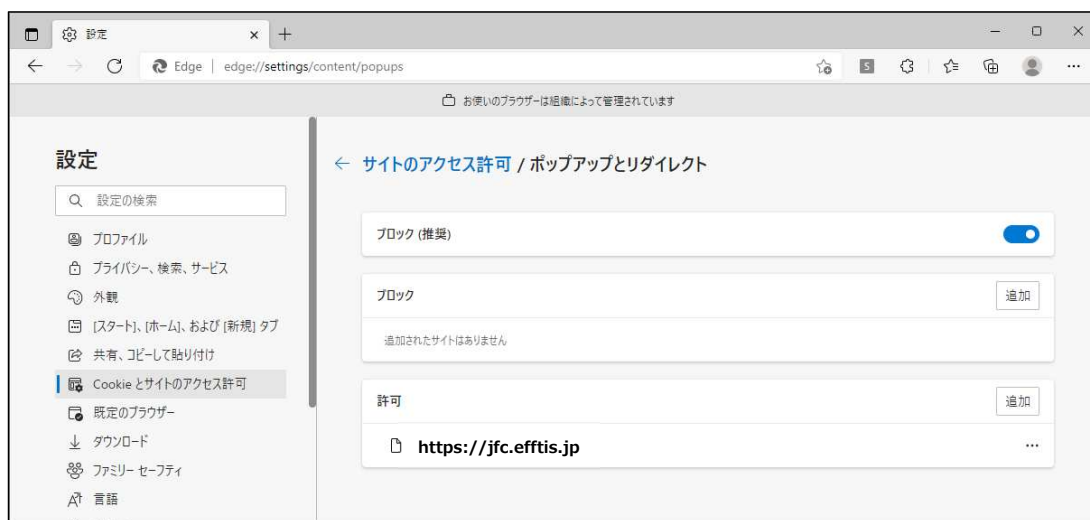 設定
Edge | edge://settings/content/popups
S
お使いのブラウザーは組織によって管理されています
設定
設定の検索
プロファイル
プライバシー、検索、サービス
外観
[スタート]、[ホーム]、および [新規] タブ
共有、コピーして貼り付け
Cookie とサイトのアクセス許可
既定のブラウザー
ダウンロード
ファミリー セーフティ
言語
サイトのアクセス許可 / ポップアップとリダイレクト
ブロック (推奨)
ブロック
追加
追加されたサイトはありません
許可
追加
https://jfc.efftis.jp